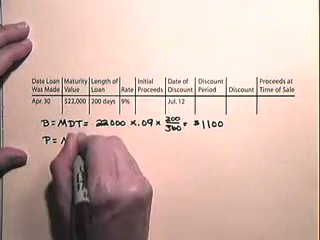 Date Loan Was Made Maturity Value Length of Loan Rate Initial Proceeds Date of Discount Discount Period Discount Proceeds at Time of Sale
Apr. 30 $22,000 200 days 9% Jul. 12
B = MDT = 22000 × .09 × 200/360 = $1100
P = M